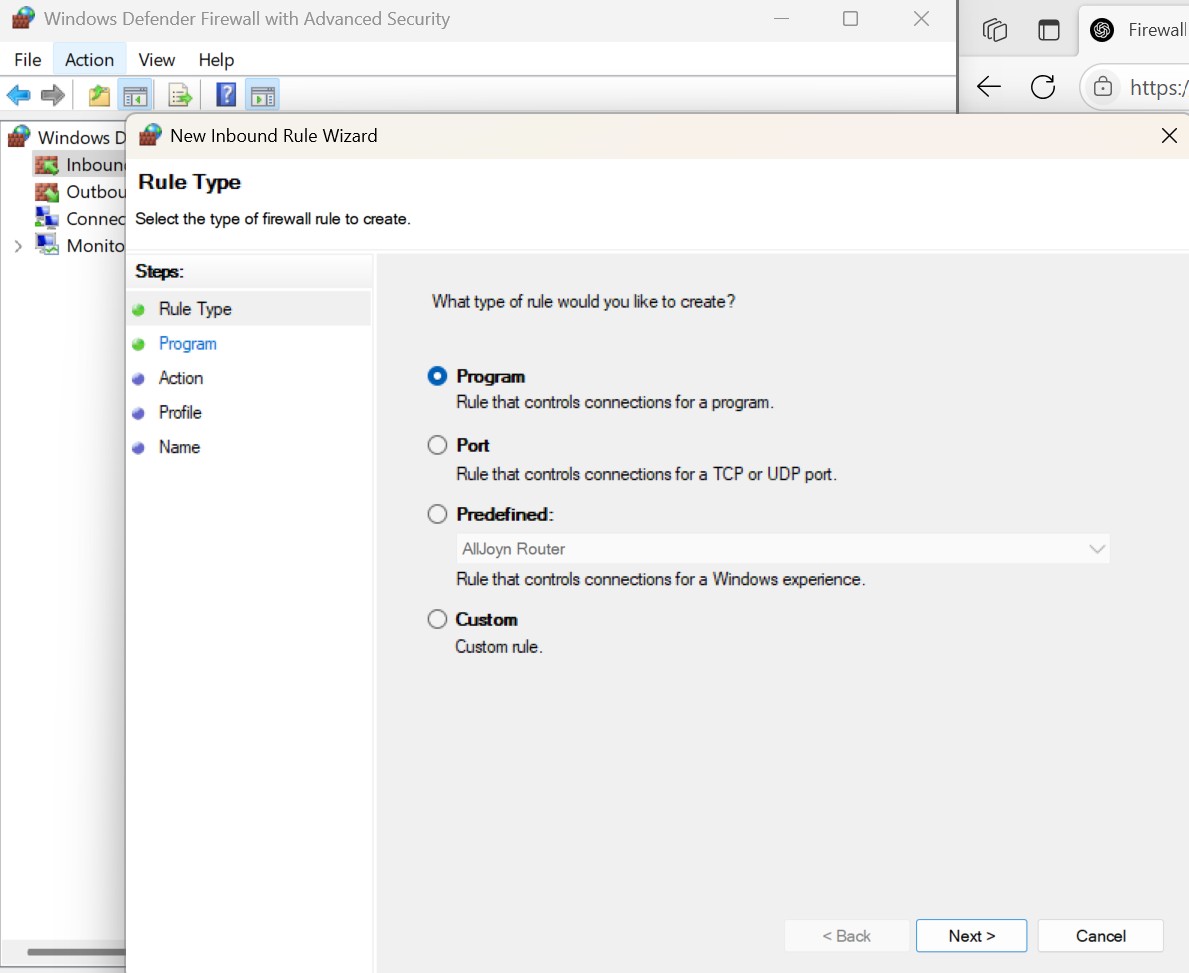 Windows Defender Firewall with Advanced Security
File Action View Help
Firewall
https:/
Windows D
Inboun
Outbou
Connec
Monito
New Inbound Rule Wizard
Rule Type
Select the type of firewall rule to create.
Steps:
Rule Type
Program
Action
Profile
Name
What type of rule would you like to create?
Program
Rule that controls connections for a program.
Port
Rule that controls connections for a TCP or UDP port.
Predefined:
AllJoyn Router
Rule that controls connections for a Windows experience.
Custom
Custom rule.
< Back Next > Cancel